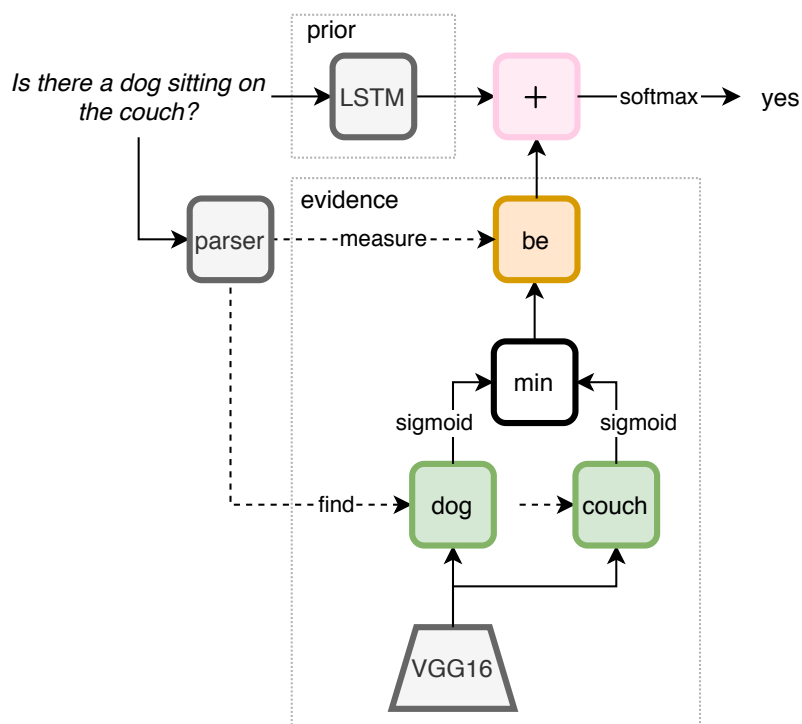 prior
Is there a dog sitting on
the couch?
LSTM
+
softmax
yes
evidence
parser
measure
be
min
sigmoid
sigmoid
find
dog
couch
VGG16